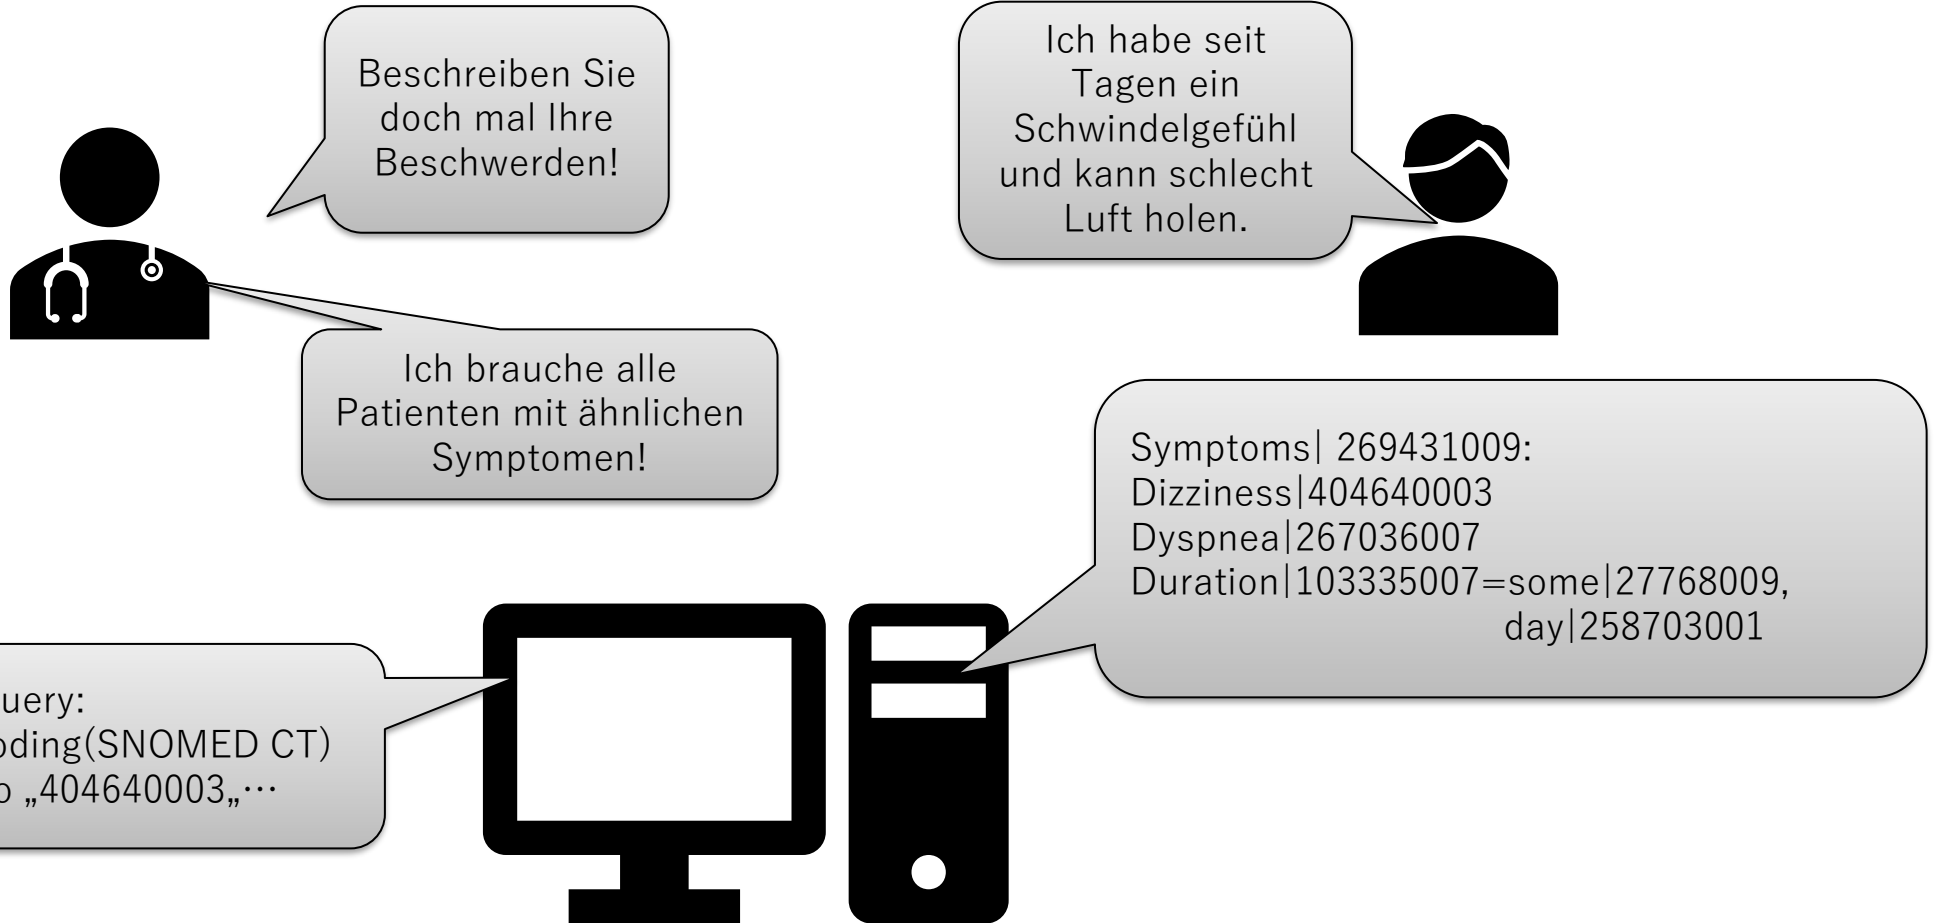 Beschreiben Sie
doch mal Ihre
Beschwerden!
Ich habe seit
Tagen ein
Schwindelgefühl
und kann schlecht
Luft holen.
Ich brauche alle
Patienten mit ähnlichen
Symptomen!
Symptoms| 269431009:
Dizziness|404640003
Dyspnea|267036007
Duration|103335007=some|27768009,
day|258703001
uery:
oding(SNOMED CT)
o „404640003„…